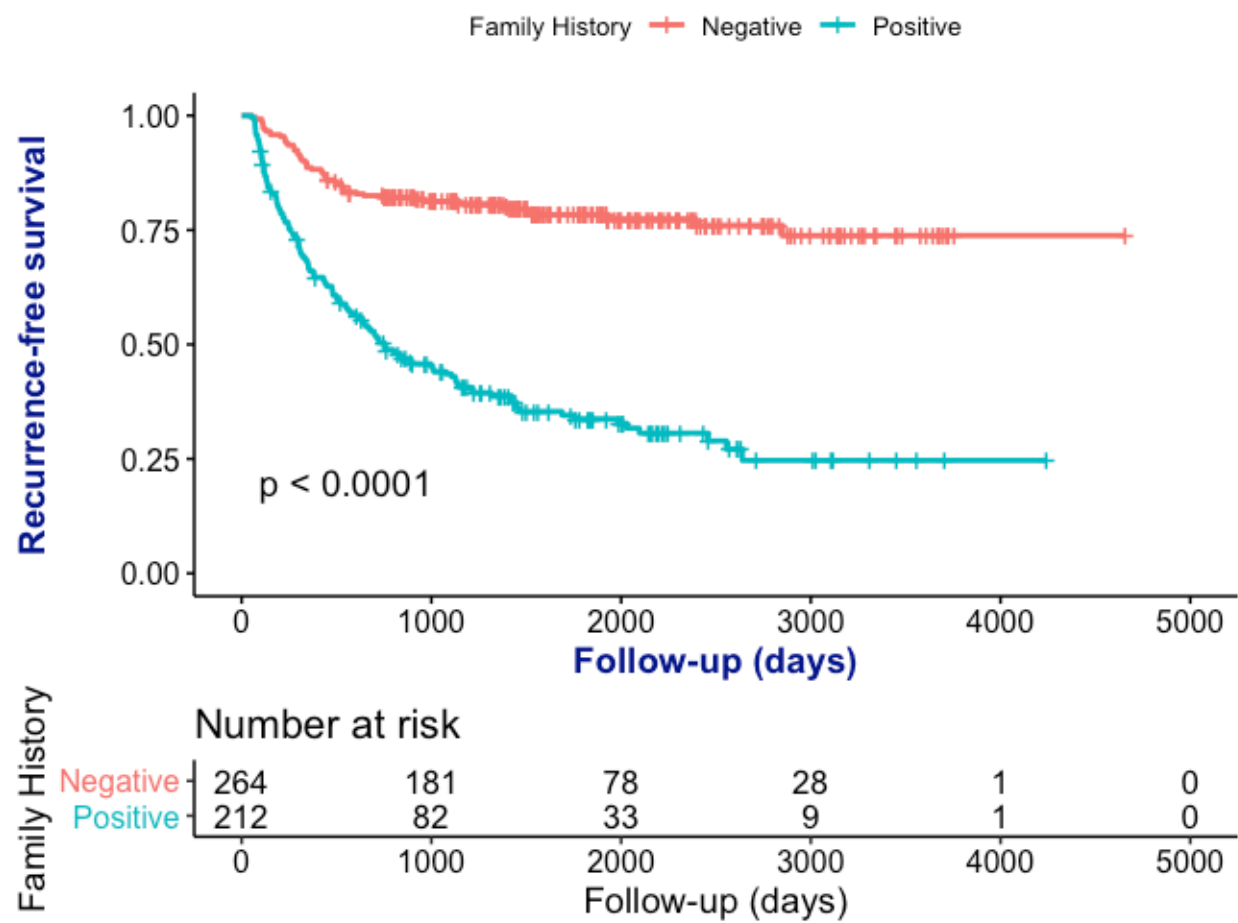 Family History Negative Positive
Recurrence-free survival
1.00
0.75
0.50
0.25
0.00
p < 0.0001
0 1000 2000 3000 4000 5000
Follow-up (days)
Number at risk
Family History
Negative 264 181 78 28 1 0
Positive 212 82 33 9 1 0
0 1000 2000 3000 4000 5000
Follow-up (days)